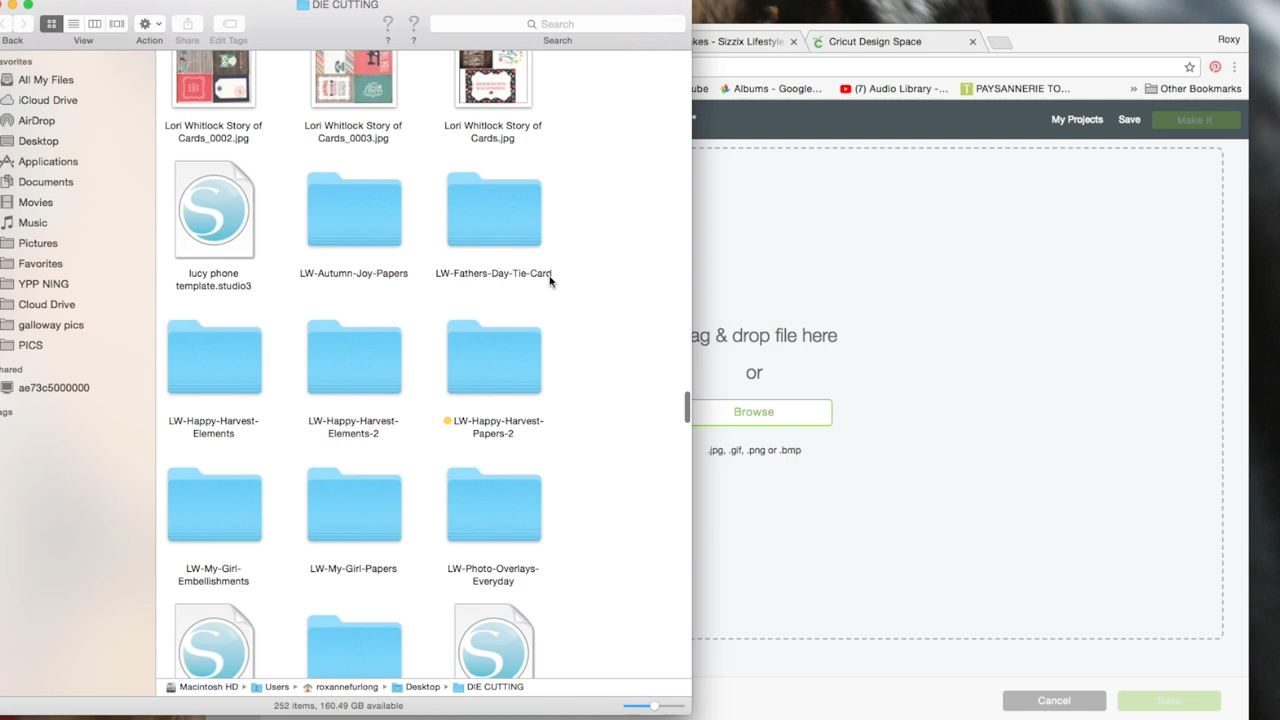 DIE CUTTING
Search
Back
View
Action
Share
Edit Tags
?
?
Search
avorites
All My Files
iCloud Drive
AirDrop
Desktop
Applications
Documents
Movies
Music
Pictures
Favorites
YPP NING
Cloud Drive
galloway pics
PICS
hared
ae73c5000000
ags
Lori Whitlock Story of
Cards_0002.jpg
Lori Whitlock Story of
Cards_0003.jpg
Lori Whitlock Story of
Cards.jpg
lucy phone
template.studio3
LW-Autumn-Joy-Papers
LW-Fathers-Day-Tie-Card
LW-Happy-Harvest-
Elements
LW-Happy-Harvest-
Elements-2
LW-Happy-Harvest-
Papers-2
LW-My-Girl-
Embellishments
LW-My-Girl-Papers
LW-Photo-Overlays-
Everyday
Macintosh HD ▸ Users ▸ roxannefurlong ▸ Desktop ▸ DIE CUTTING
252 items, 160.49 GB available
kes - Sizzix Lifestyle
Cricut Design Space
Roxy
ube
Albums - Google...
(7) Audio Library -...
PAYSANNERIE TO...
»
Other Bookmarks
My Projects
Save
Make It
ag & drop file here
or
Browse
.jpg, .gif, .png or .bmp
Cancel
Save